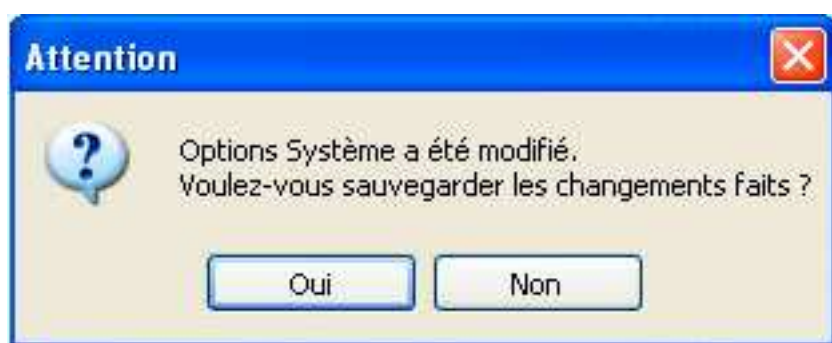 Attention
Options Système a été modifié.
Voulez-vous sauvegarder les changements faits ?
Oui
Non